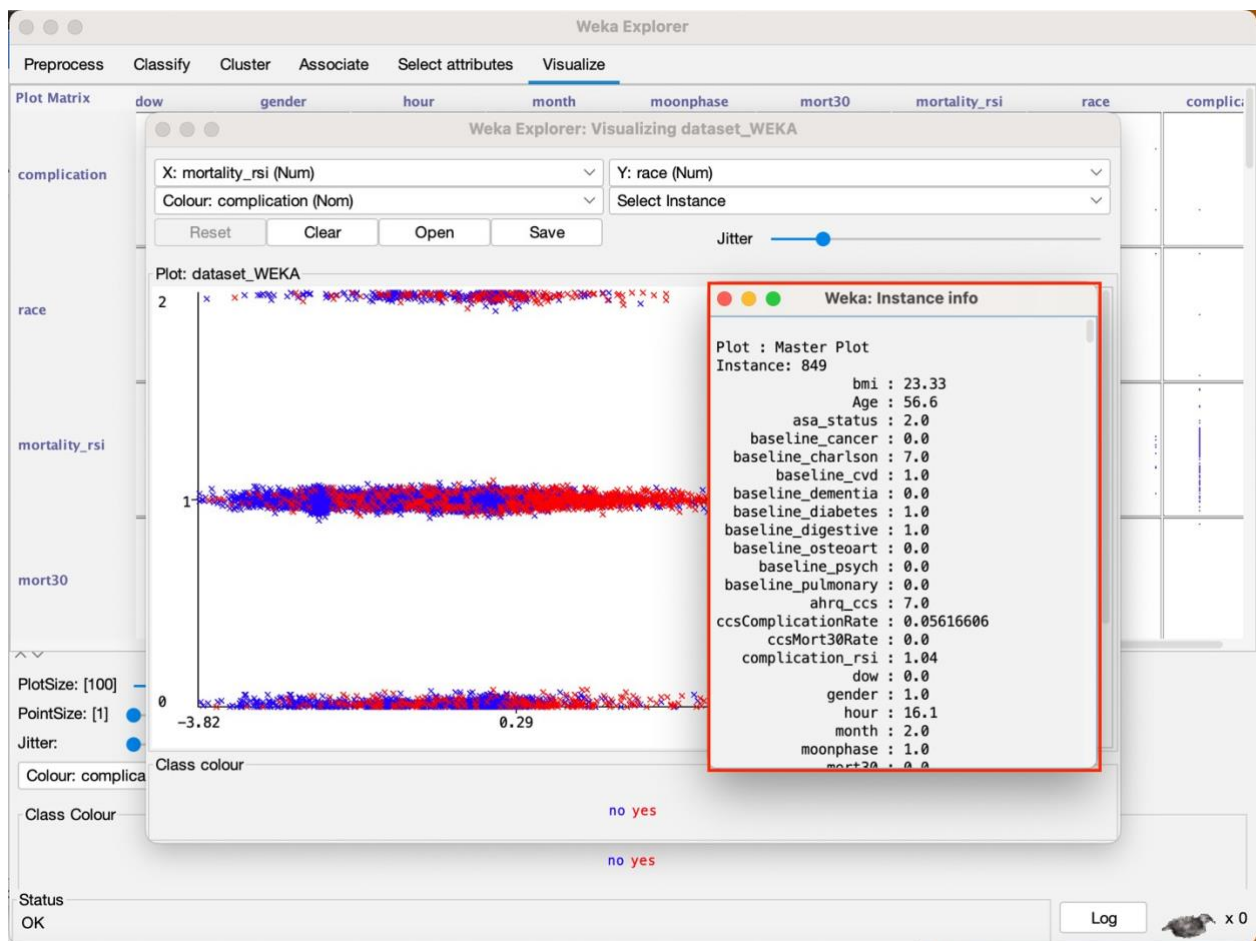 Weka Explorer
Preprocess Classify Cluster Associate Select attributes Visualize
Plot Matrix dow gender hour month moonphase mort30 mortality_rsi race complica
complication
race
mortality_rsi
mort30
Weka Explorer: Visualizing dataset_WEKA
X: mortality_rsi (Num) Y: race (Num)
Colour: complication (Nom) Select Instance
Reset Clear Open Save Jitter
Plot: dataset_WEKA
2
1
0
-3.82 0.29
Weka: Instance info
Plot : Master Plot
Instance: 849
bmi : 23.33
Age : 56.6
asa_status : 2.0
baseline_cancer : 0.0
baseline_charlson : 7.0
baseline_cvd : 1.0
baseline_dementia : 0.0
baseline_diabetes : 1.0
baseline_digestive : 1.0
baseline_osteoart : 0.0
baseline_psych : 0.0
baseline_pulmonary : 0.0
ahrq_ccs : 7.0
ccsComplicationRate : 0.05616606
ccsMort30Rate : 0.0
complication_rsi : 1.04
dow : 0.0
gender : 1.0
hour : 16.1
month : 2.0
moonphase : 1.0
mort30 : 0.0
Class colour
no yes
PlotSize: [100]
PointSize: [1]
Jitter:
Colour: complica
Class Colour
no yes
Status
OK
Log x 0